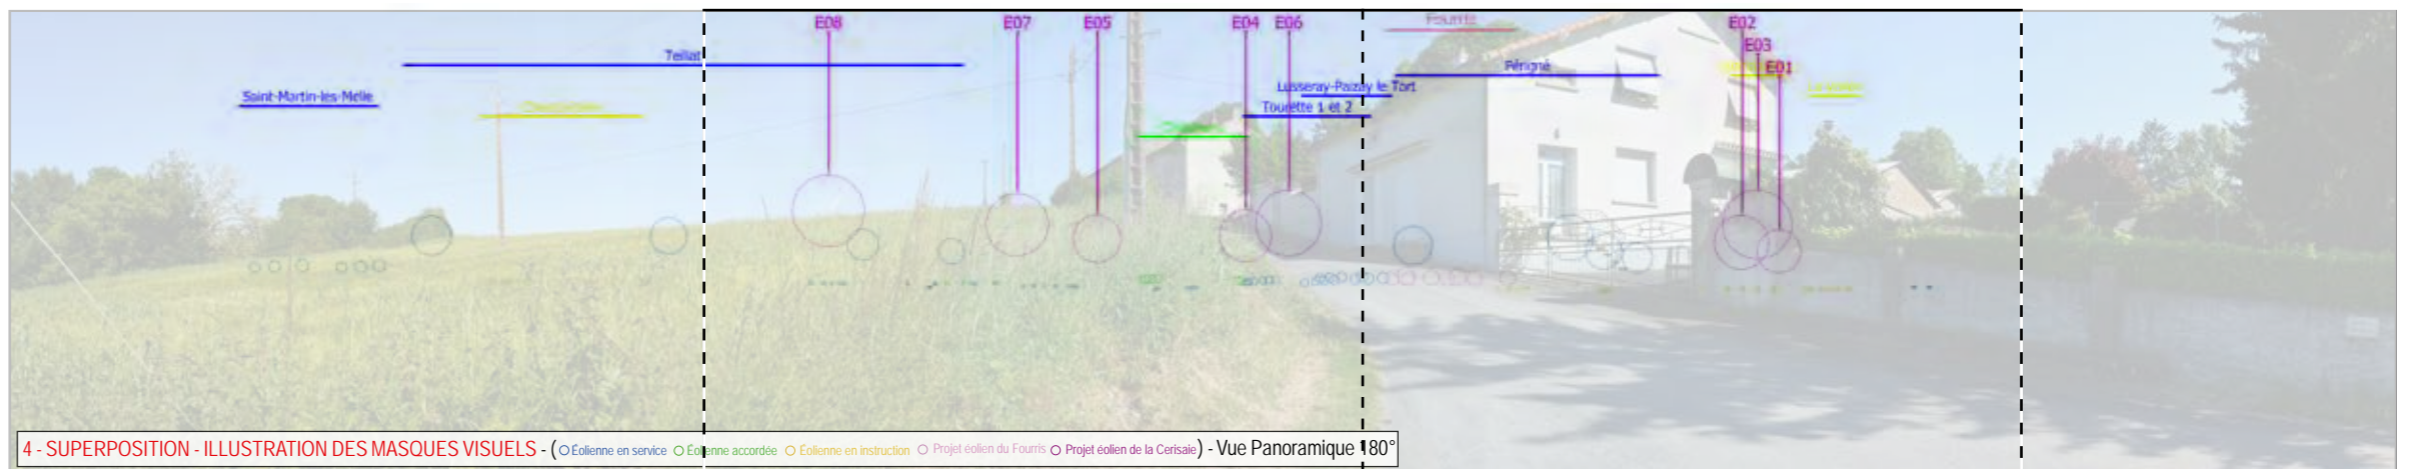 E08
E07
E05
E04
E06
Fourris
E02
E03
E01
Teillat
Périgné
Saint-Martin-les-Melle
Lusseray-Paizay le Tort
Tourette 1 et 2
4 - SUPERPOSITION - ILLUSTRATION DES MASQUES VISUELS - (Éolienne en service Éolienne accordée Éolienne en instruction Projet éolien du Fourris Projet éolien de la Cerisaie) - Vue Panoramique 180°